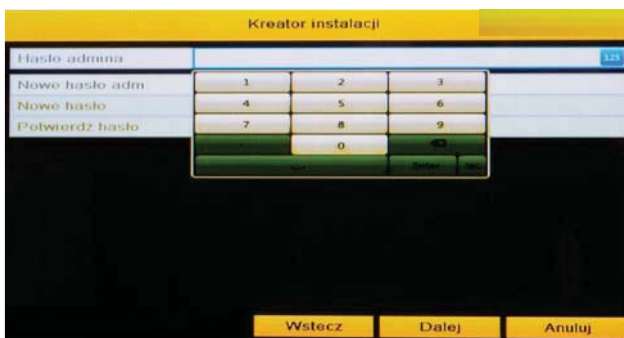 Kreator instalacji
Hasło admina 123
Nowe hasło adm
Nowe hasło
Potwierdź hasło
1 2 3
4 5 6
7 8 9
0
Enter
Wstecz Dalej Anuluj